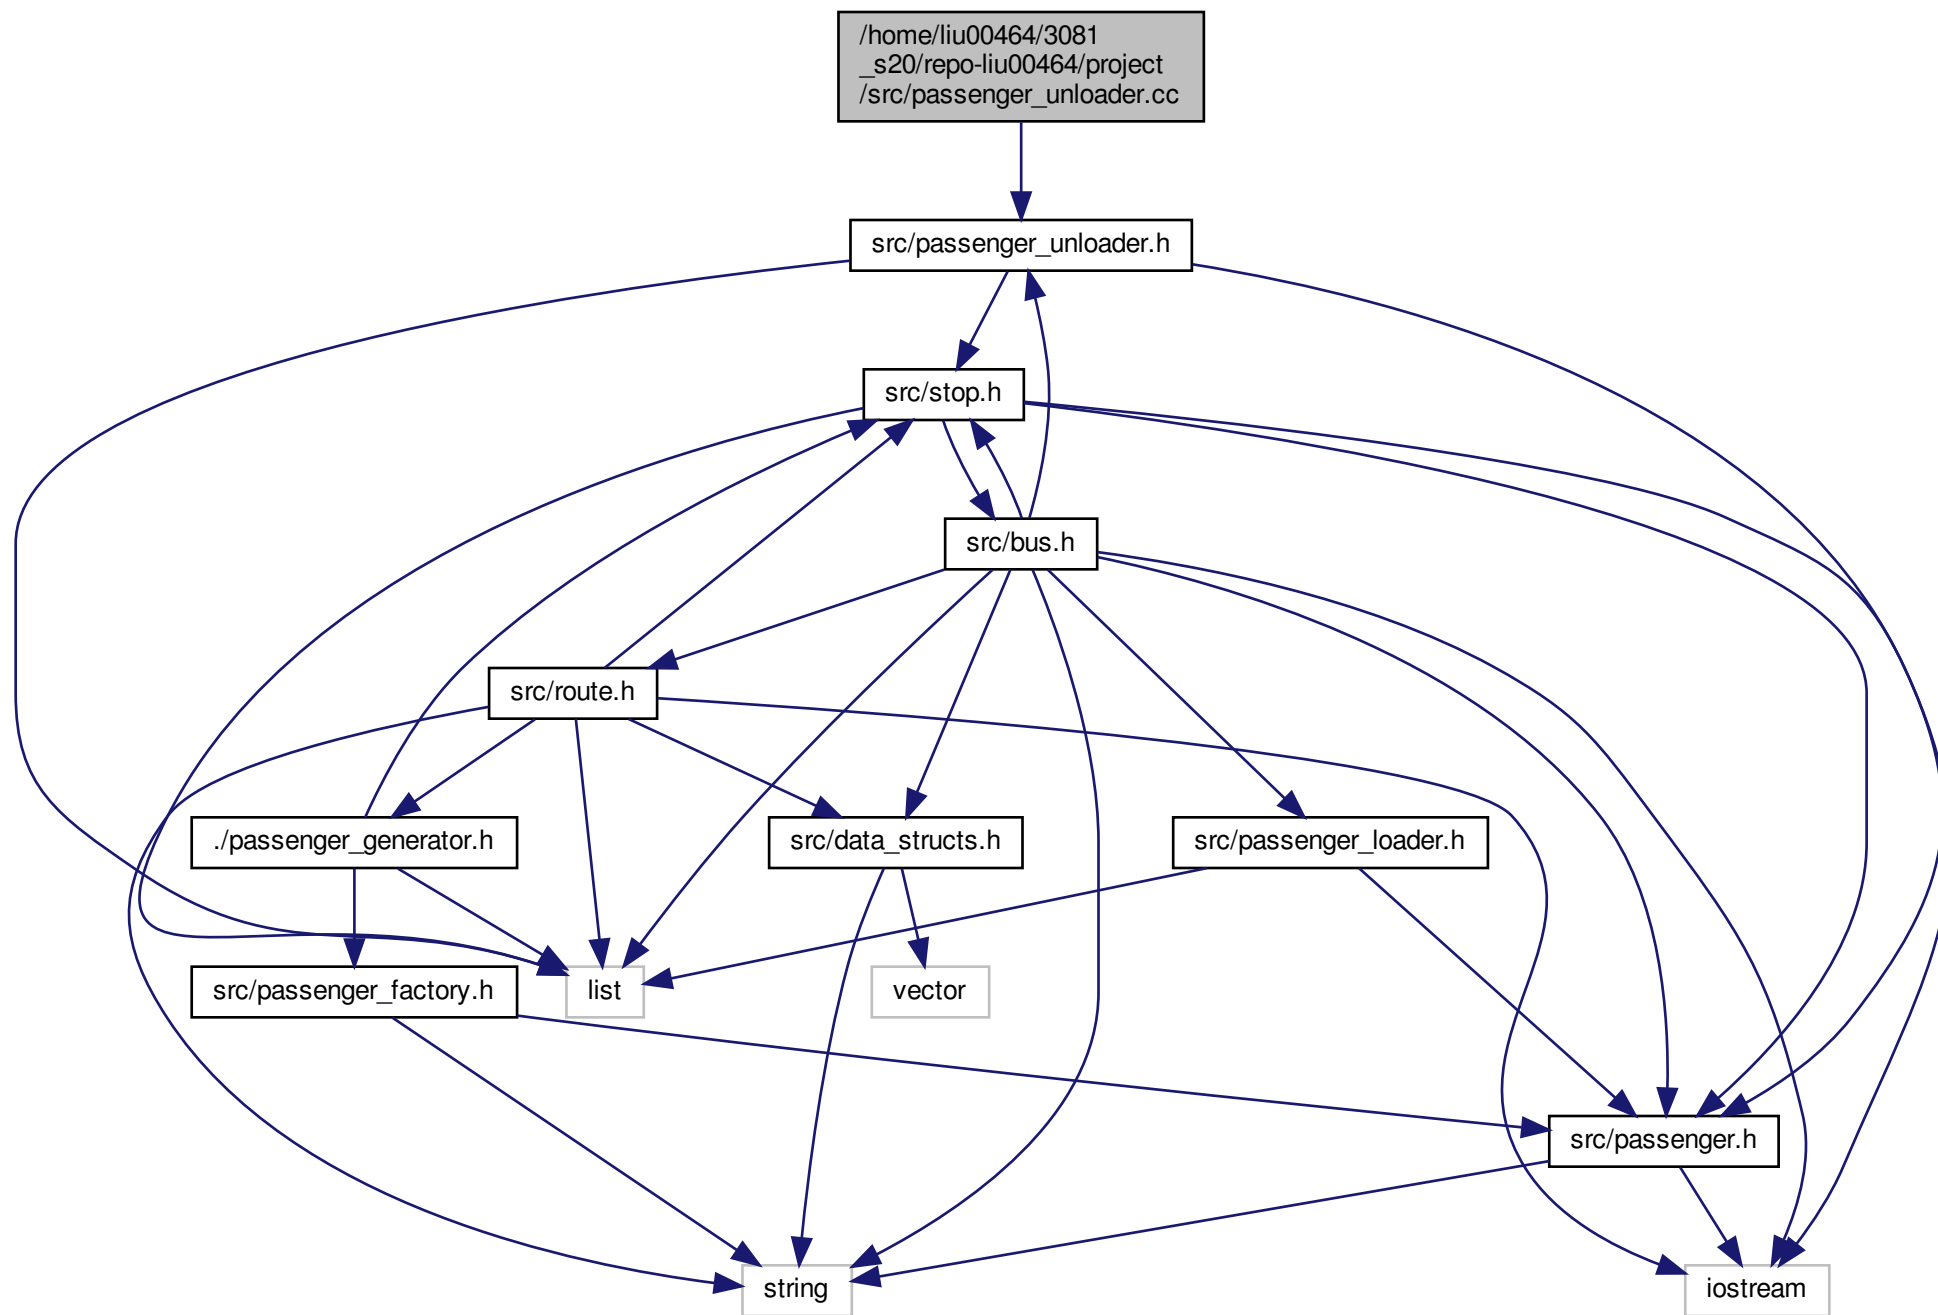 /home/liu00464/3081
_s20/repo-liu00464/project
/src/passenger_unloader.cc
src/passenger_unloader.h
src/stop.h
src/bus.h
src/route.h
./passenger_generator.h
src/data_structs.h
src/passenger_loader.h
src/passenger_factory.h
list
vector
src/passenger.h
string
iostream